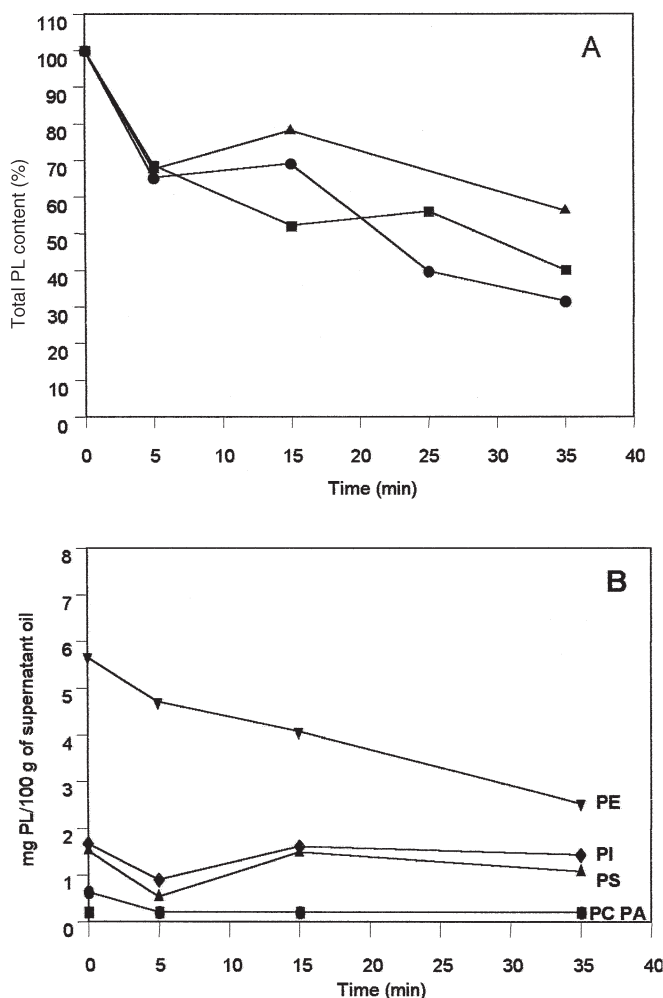 A
110
100
90
80
70
60
50
40
30
20
10
0
Total PL content (%)
0 5 10 15 20 25 30 35 40
Time (min)
B
8
7
6
5
4
3
2
1
0
mg PL/100 g of supernatant oil
PE
PI
PS
PC PA
0 5 10 15 20 25 30 35 40
Time (min)